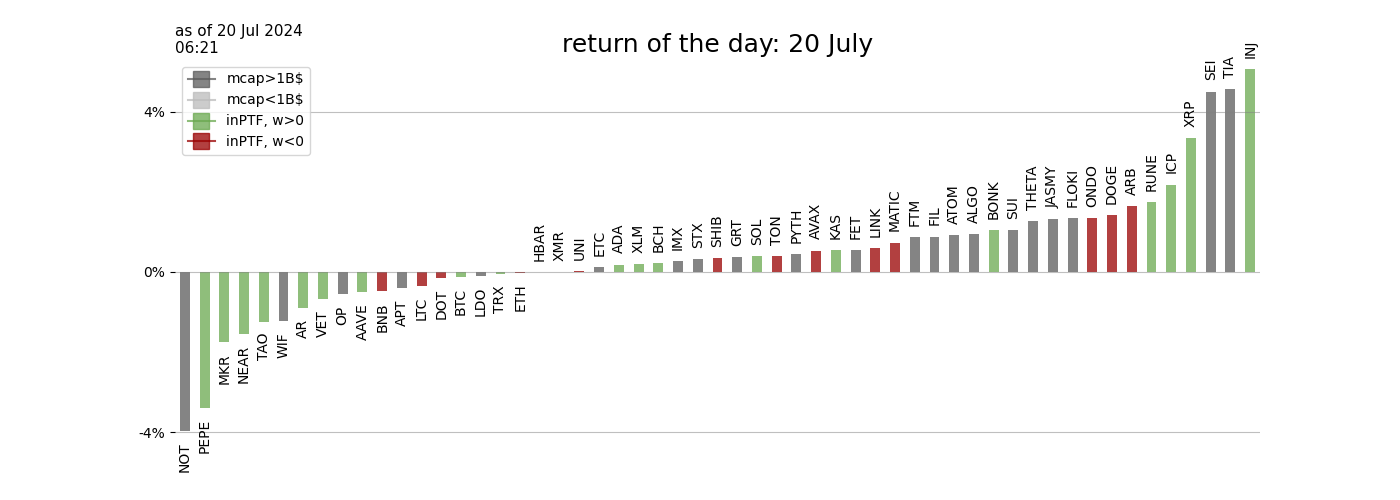 as of 20 Jul 2024
06:21
return of the day: 20 July
mcap>1B$
mcap<1B$
inPTF, w>0
inPTF, w<0
4%
0%
-4%
NOT
PEPE
MKR
NEAR
TAO
WIF
AR
VET
OP
AAVE
BNB
APT
LTC
DOT
BTC
LDO
TRX
ETH
HBAR
XMR
UNI
ETC
ADA
XLM
BCH
IMX
STX
SHIB
GRT
SOL
TON
PYTH
AVAX
KAS
FET
LINK
MATIC
FTM
FIL
ATOM
ALGO
BONK
SUI
THETA
JASMY
FLOKI
ONDO
DOGE
ARB
RUNE
ICP
XRP
SEI
TIA
INJ